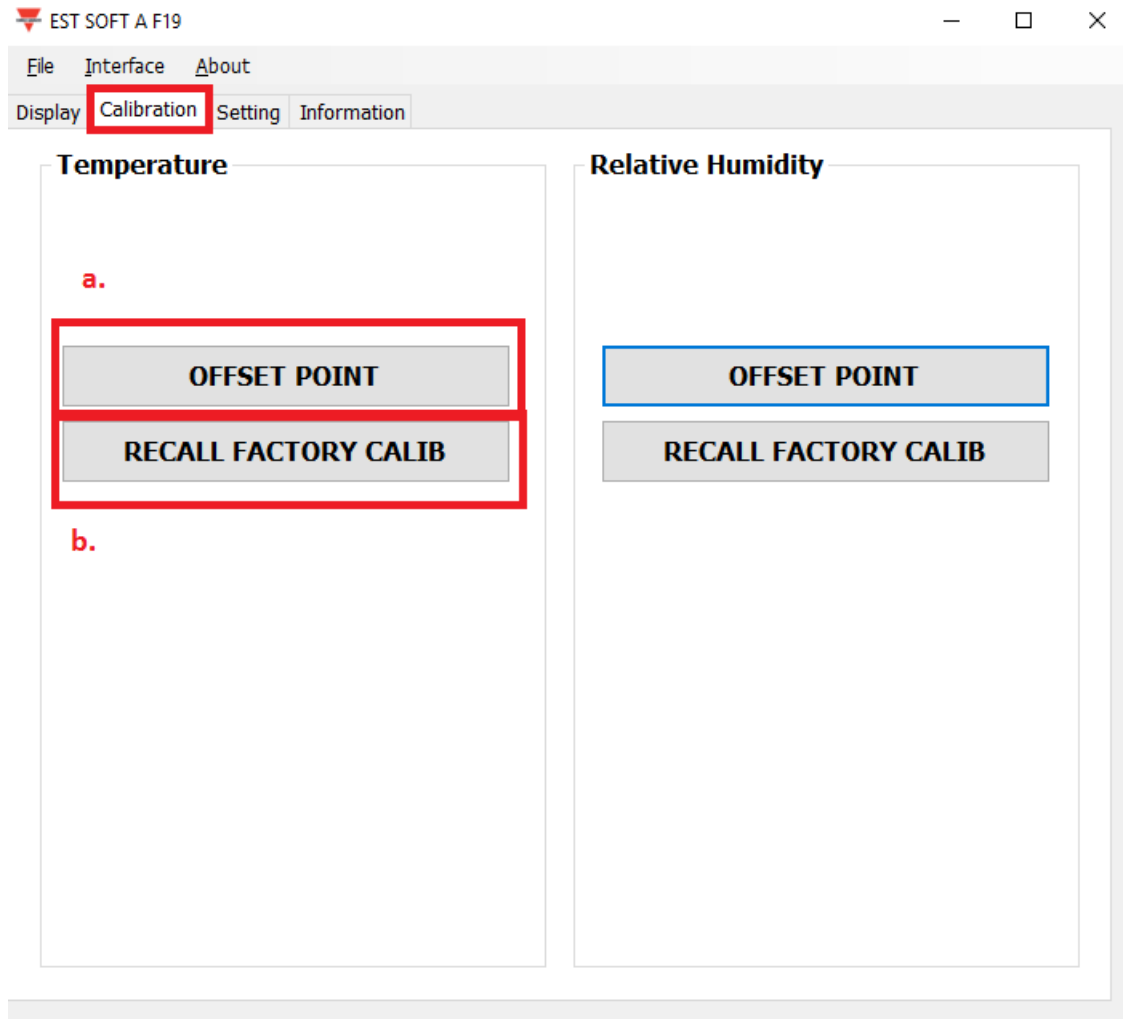 EST SOFT A F19
File Interface About
Display Calibration Setting Information
Temperature
a.
OFFSET POINT
RECALL FACTORY CALIB
b.
Relative Humidity
OFFSET POINT
RECALL FACTORY CALIB